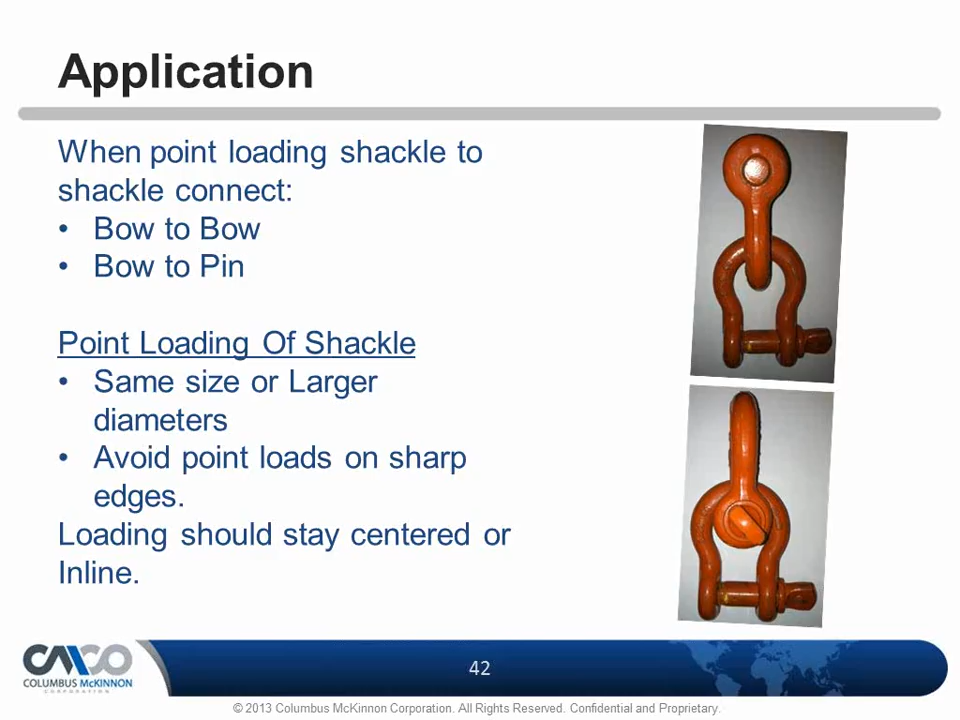 Application
When point loading shackle to
shackle connect:
• Bow to Bow
• Bow to Pin
Point Loading Of Shackle
• Same size or Larger
diameters
• Avoid point loads on sharp
edges.
Loading should stay centered or
Inline.
CMCO
COLUMBUS McKINNON
CORPORATION
42
© 2013 Columbus McKinnon Corporation. All Rights Reserved. Confidential and Proprietary.